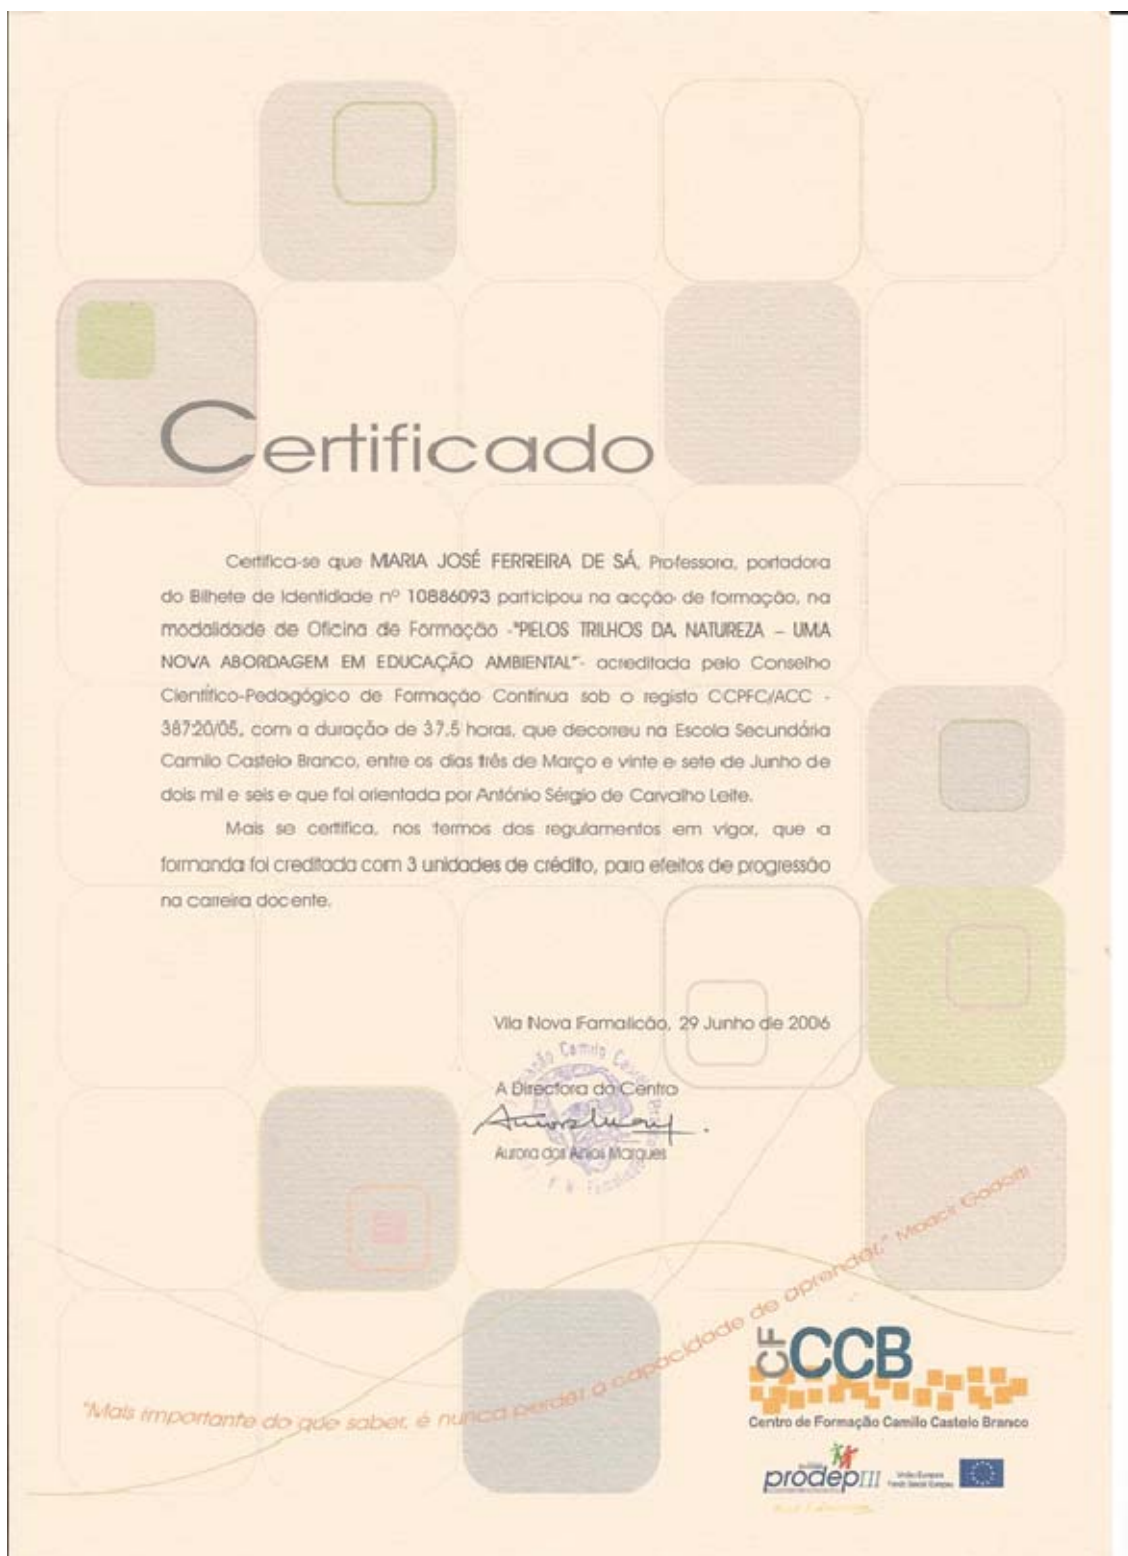 Certificado
Certifica-se que MARIA JOSÉ FERREIRA DE SÁ, Professora, portadora
do Bilhete de Identidade nº 10886093 participou na acção de formação, na
modalidade de Oficina de Formação -"PELOS TRILHOS DA NATUREZA – UMA
NOVA ABORDAGEM EM EDUCAÇÃO AMBIENTAL"- acreditada pelo Conselho
Científico-Pedagógico de Formação Contínua sob o registo CCPFC/ACC -
38720/05, com a duração de 37,5 horas, que decorreu na Escola Secundária
Camilo Castelo Branco, entre os dias três de Março e vinte e sete de Junho de
dois mil e seis e que foi orientada por António Sérgio de Carvalho Leite.
Mais se certifica, nos termos dos regulamentos em vigor, que a
formanda foi creditada com 3 unidades de crédito, para efeitos de progressão
na carreira docente.
Vila Nova Famalicão, 29 Junho de 2006
A Directora do Centro
Aurora dos Anjos Marques
"Mais importante do que saber, é nunca perder a capacidade de aprender." Moacir Gadotti
CF CCB
Centro de Formação Camilo Castelo Branco
prodep III
União Europeia
Fundo Social Europeu